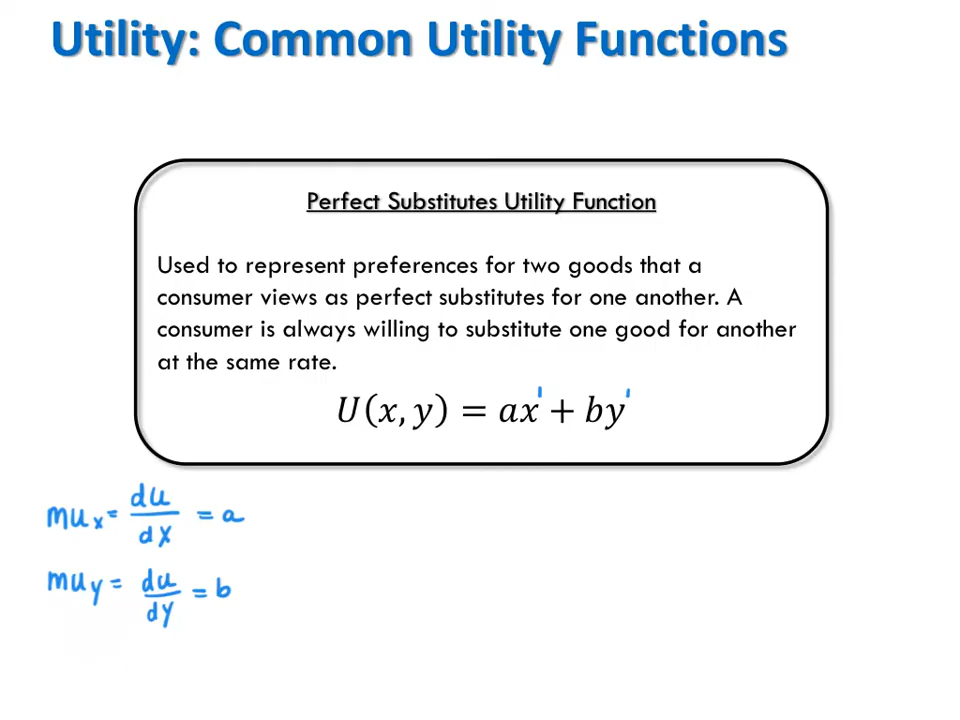 Utility: Common Utility Functions
Perfect Substitutes Utility Function
Used to represent preferences for two goods that a
consumer views as perfect substitutes for one another. A
consumer is always willing to substitute one good for another
at the same rate.
U(x, y) = ax¹ + by¹
mux = du/dx = a
muy = du/dy = b